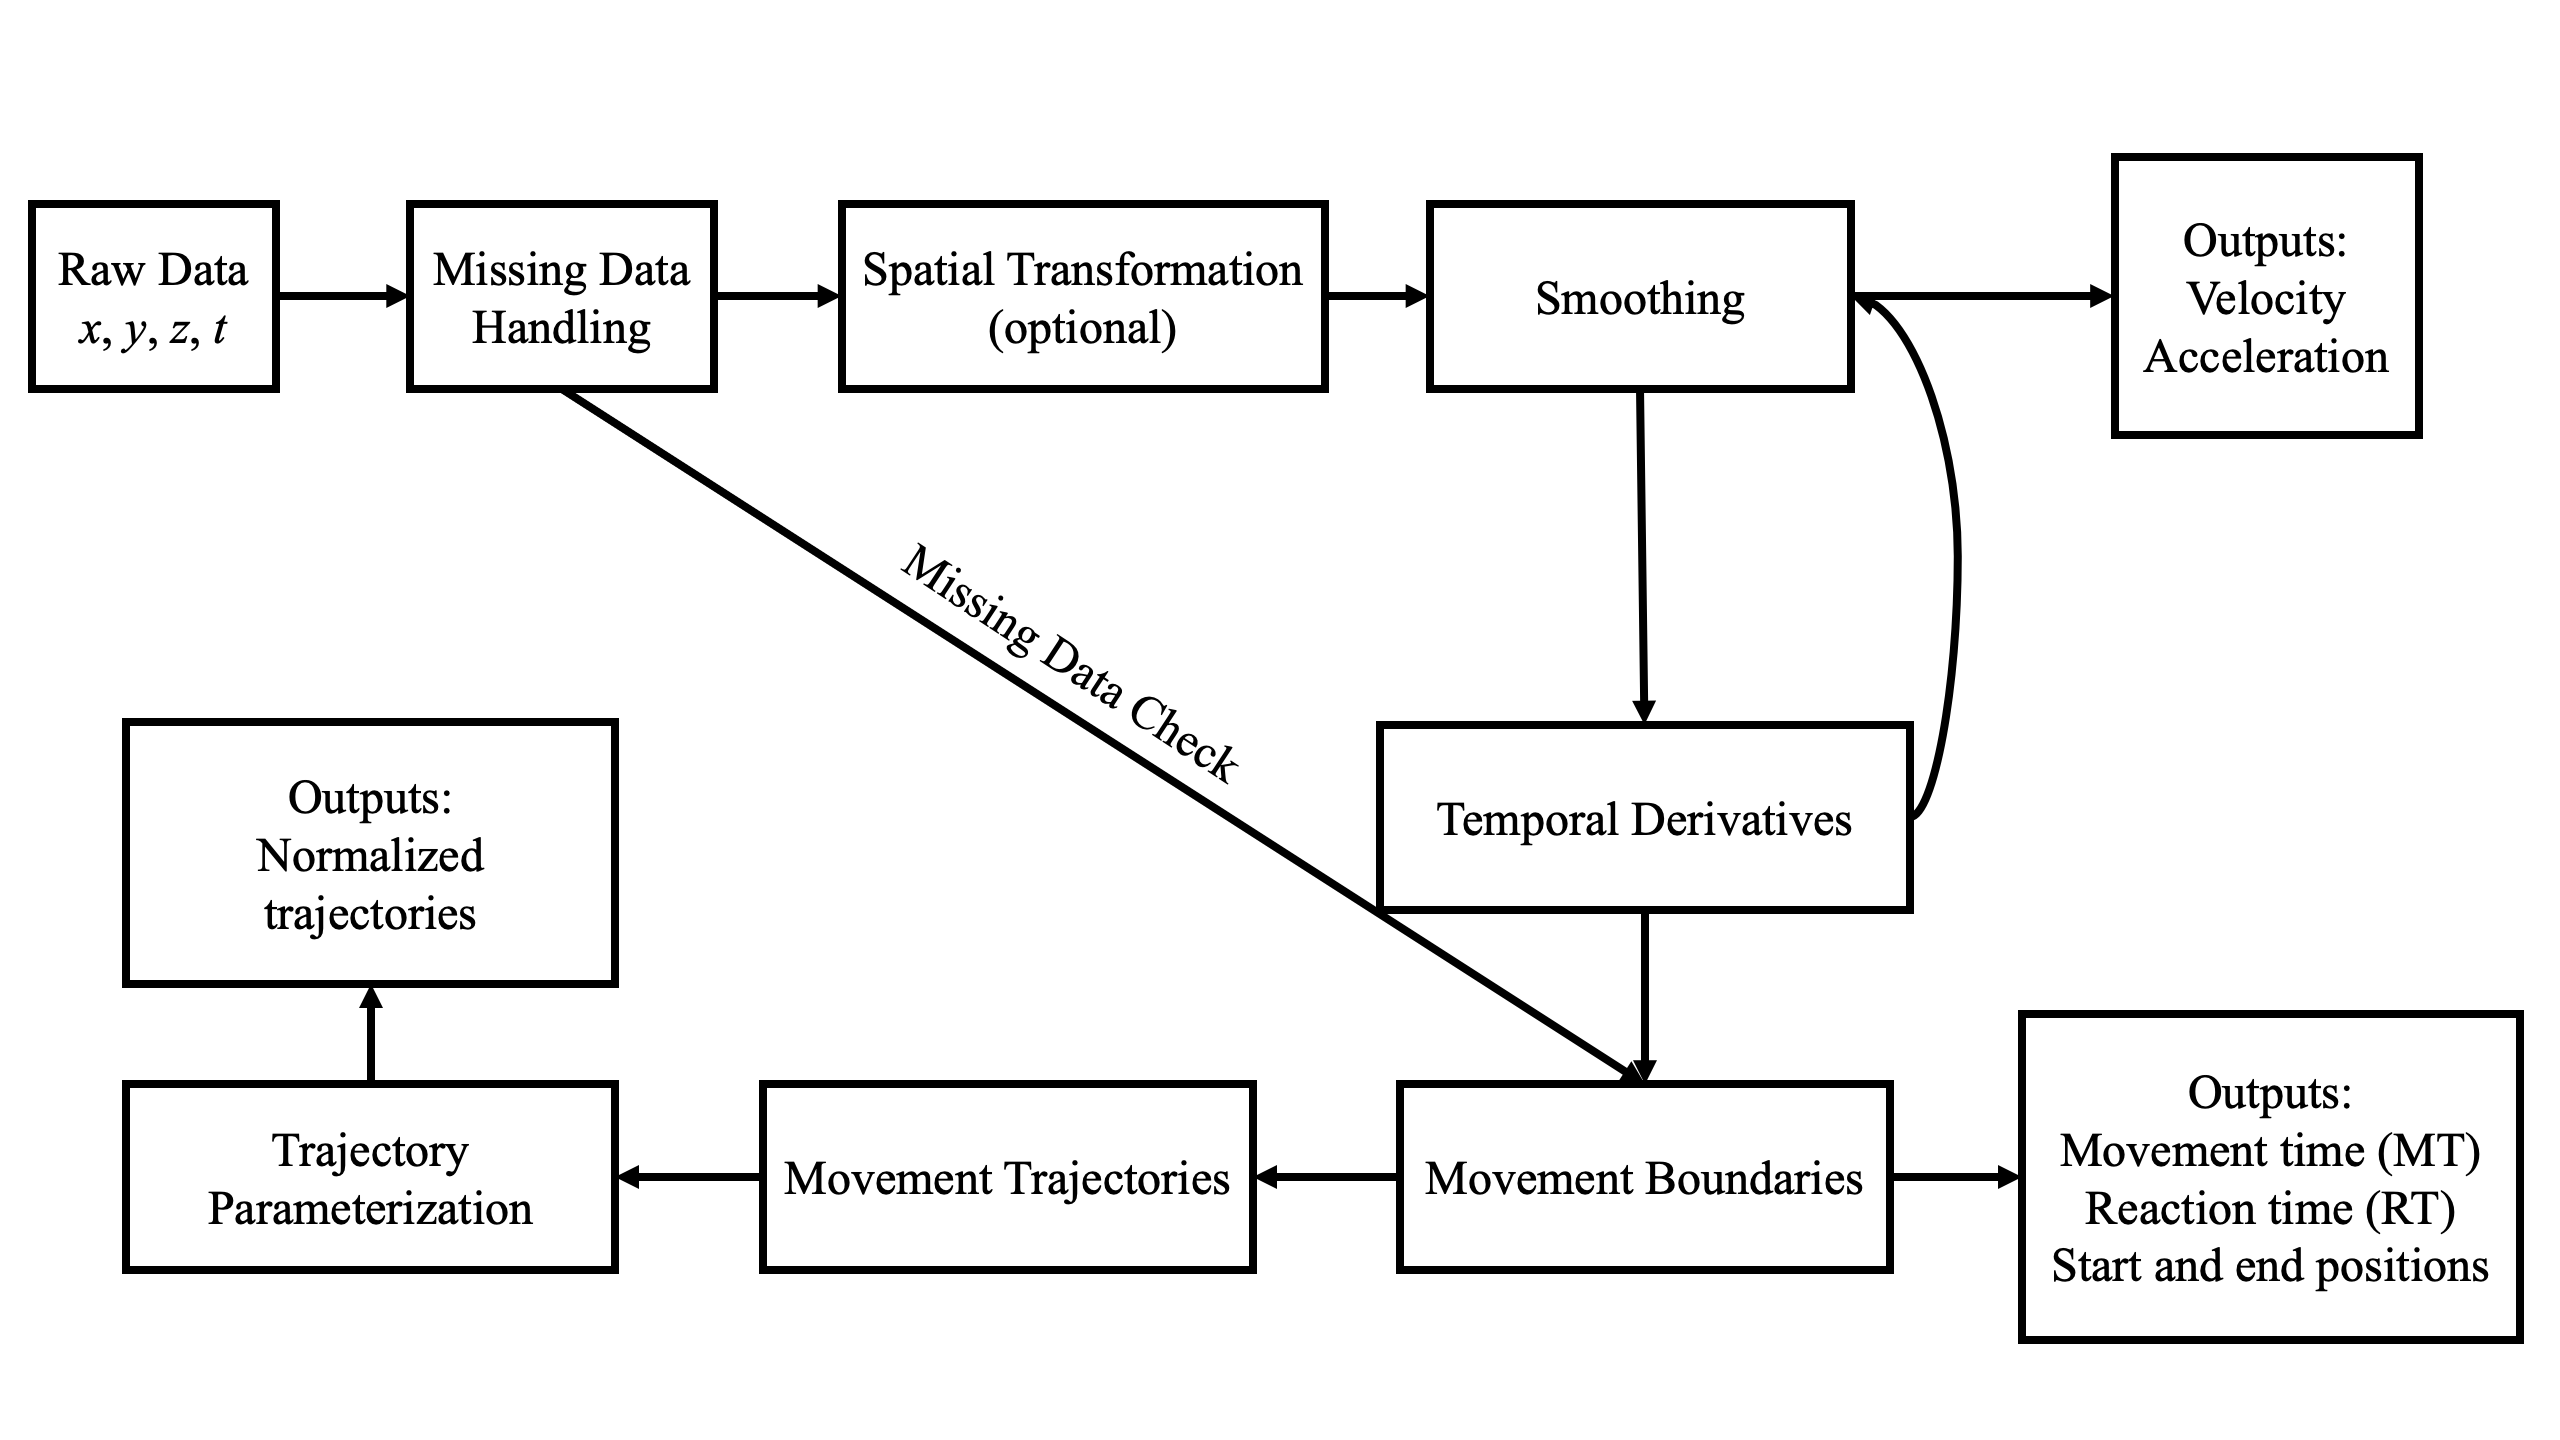 Raw Data
x, y, z, t
Missing Data
Handling
Spatial Transformation
(optional)
Smoothing
Outputs:
Velocity
Acceleration
Missing Data Check
Temporal Derivatives
Outputs:
Normalized
trajectories
Trajectory
Parameterization
Movement Trajectories
Movement Boundaries
Outputs:
Movement time (MT)
Reaction time (RT)
Start and end positions